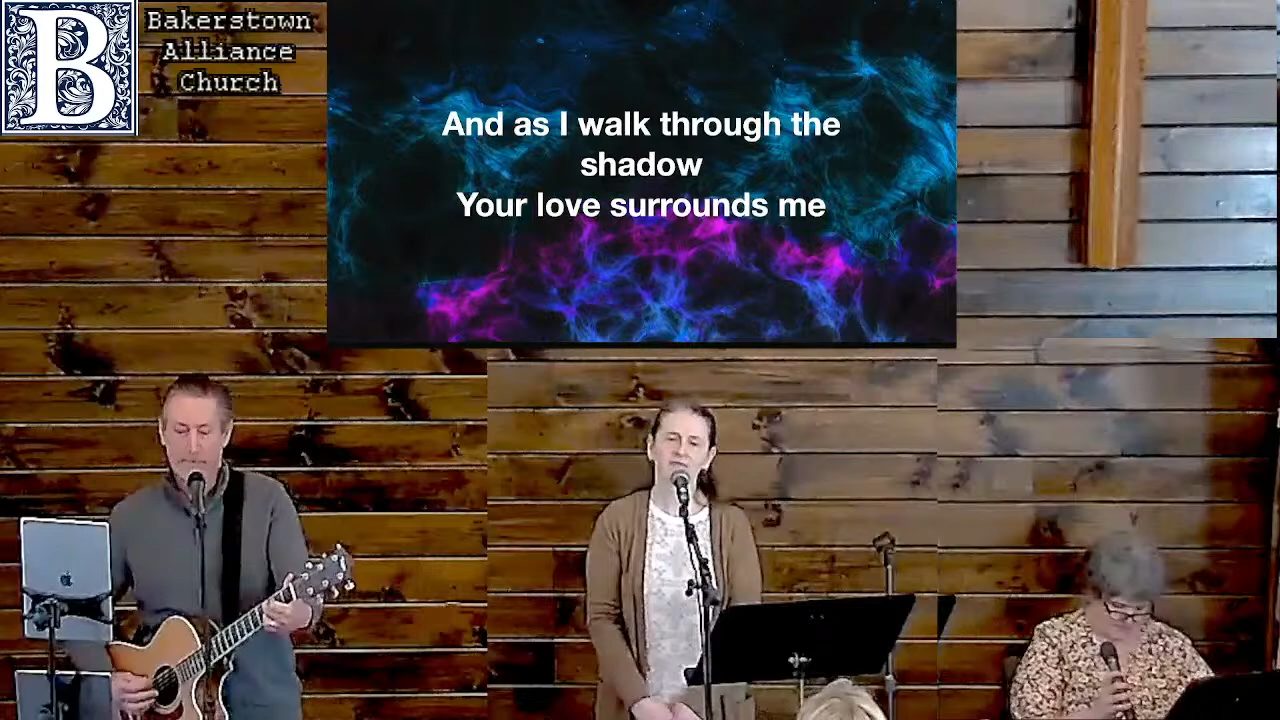 B
Bakerstown
Alliance
Church
And as I walk through the
shadow
Your love surrounds me